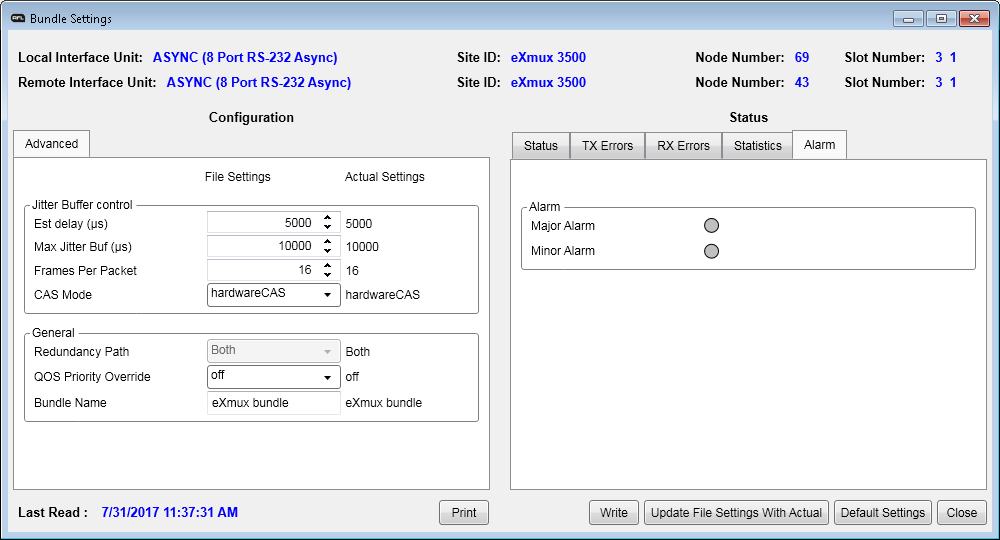 AFL Bundle Settings
Local Interface Unit: ASYNC (8 Port RS-232 Async) Site ID: eXmux 3500 Node Number: 69 Slot Number: 3 1
Remote Interface Unit: ASYNC (8 Port RS-232 Async) Site ID: eXmux 3500 Node Number: 43 Slot Number: 3 1
Configuration
Advanced
File Settings Actual Settings
Jitter Buffer control
Est delay (µs) 5000 5000
Max Jitter Buf (µs) 10000 10000
Frames Per Packet 16 16
CAS Mode hardwareCAS hardwareCAS
General
Redundancy Path Both Both
QOS Priority Override off off
Bundle Name eXmux bundle eXmux bundle
Status
Status TX Errors RX Errors Statistics Alarm
Alarm
Major Alarm
Minor Alarm
Last Read : 7/31/2017 11:37:31 AM Print Write Update File Settings With Actual Default Settings Close